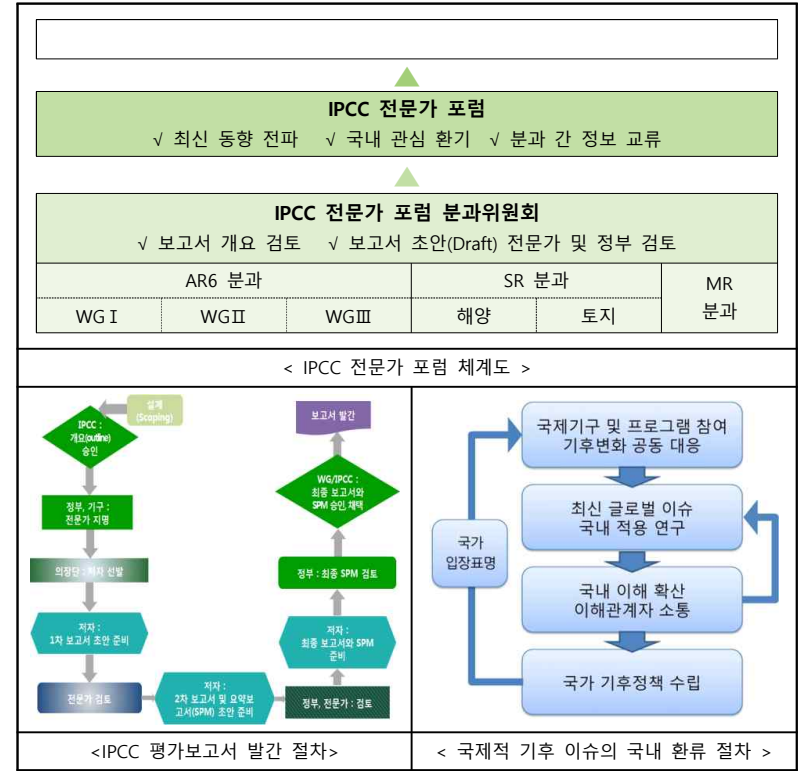 IPCC 전문가 포럼
√ 최신 동향 전파 √ 국내 관심 환기 √ 분과 간 정보 교류
IPCC 전문가 포럼 분과위원회
√ 보고서 개요 검토 √ 보고서 초안(Draft) 전문가 및 정부 검토
AR6 분과
SR 분과
MR
분과
WGⅠ
WGⅡ
WGⅢ
해양
토지
< IPCC 전문가 포럼 체계도 >
설계
(Scoping)
IPCC :
개요(outline)
승인
정부, 기구 :
전문가 지명
의장단 : 저자 선발
저자 :
1차 보고서 초안 준비
전문가 검토
저자 :
2차 보고서 및 요약보
고서(SPM) 초안 준비
정부, 전문가 : 검토
저자 :
최종 보고서와 SPM
준비
정부 : 최종 SPM 검토
WG/IPCC :
최종 보고서와
SPM 승인, 채택
보고서 발간
<IPCC 평가보고서 발간 절차>
국제기구 및 프로그램 참여
기후변화 공동 대응
최신 글로벌 이슈
국내 적용 연구
국내 이해 확산
이해관계자 소통
국가 기후정책 수립
국가
입장표명
< 국제적 기후 이슈의 국내 환류 절차 >